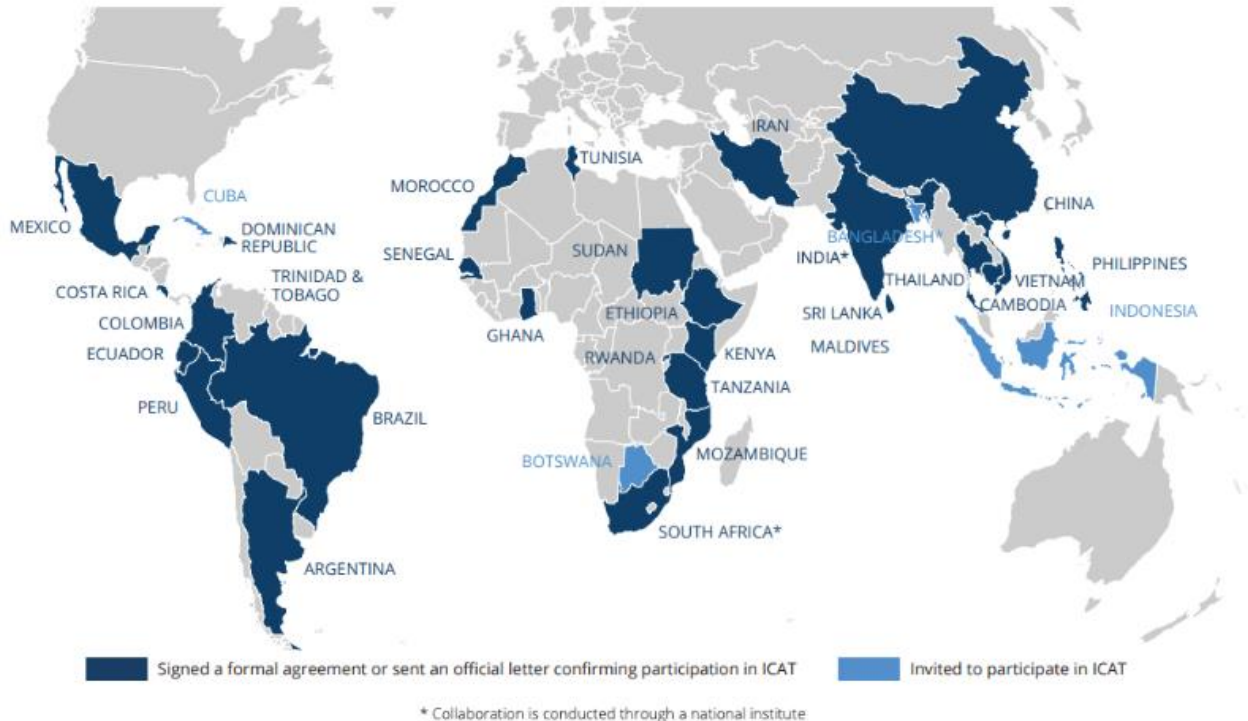 IRAN
TUNISIA
MOROCCO
CUBA
MEXICO
DOMINICAN
REPUBLIC
CHINA
BANGLADESH*
SENEGAL
SUDAN
INDIA*
PHILIPPINES
TRINIDAD &
TOBAGO
THAILAND
VIETNAM
COSTA RICA
CAMBODIA
INDONESIA
ETHIOPIA
SRI LANKA
COLOMBIA
GHANA
MALDIVES
ECUADOR
RWANDA
KENYA
TANZANIA
PERU
BRAZIL
MOZAMBIQUE
BOTSWANA
SOUTH AFRICA*
ARGENTINA
Signed a formal agreement or sent an official letter confirming participation in ICAT
Invited to participate in ICAT
* Collaboration is conducted through a national institute